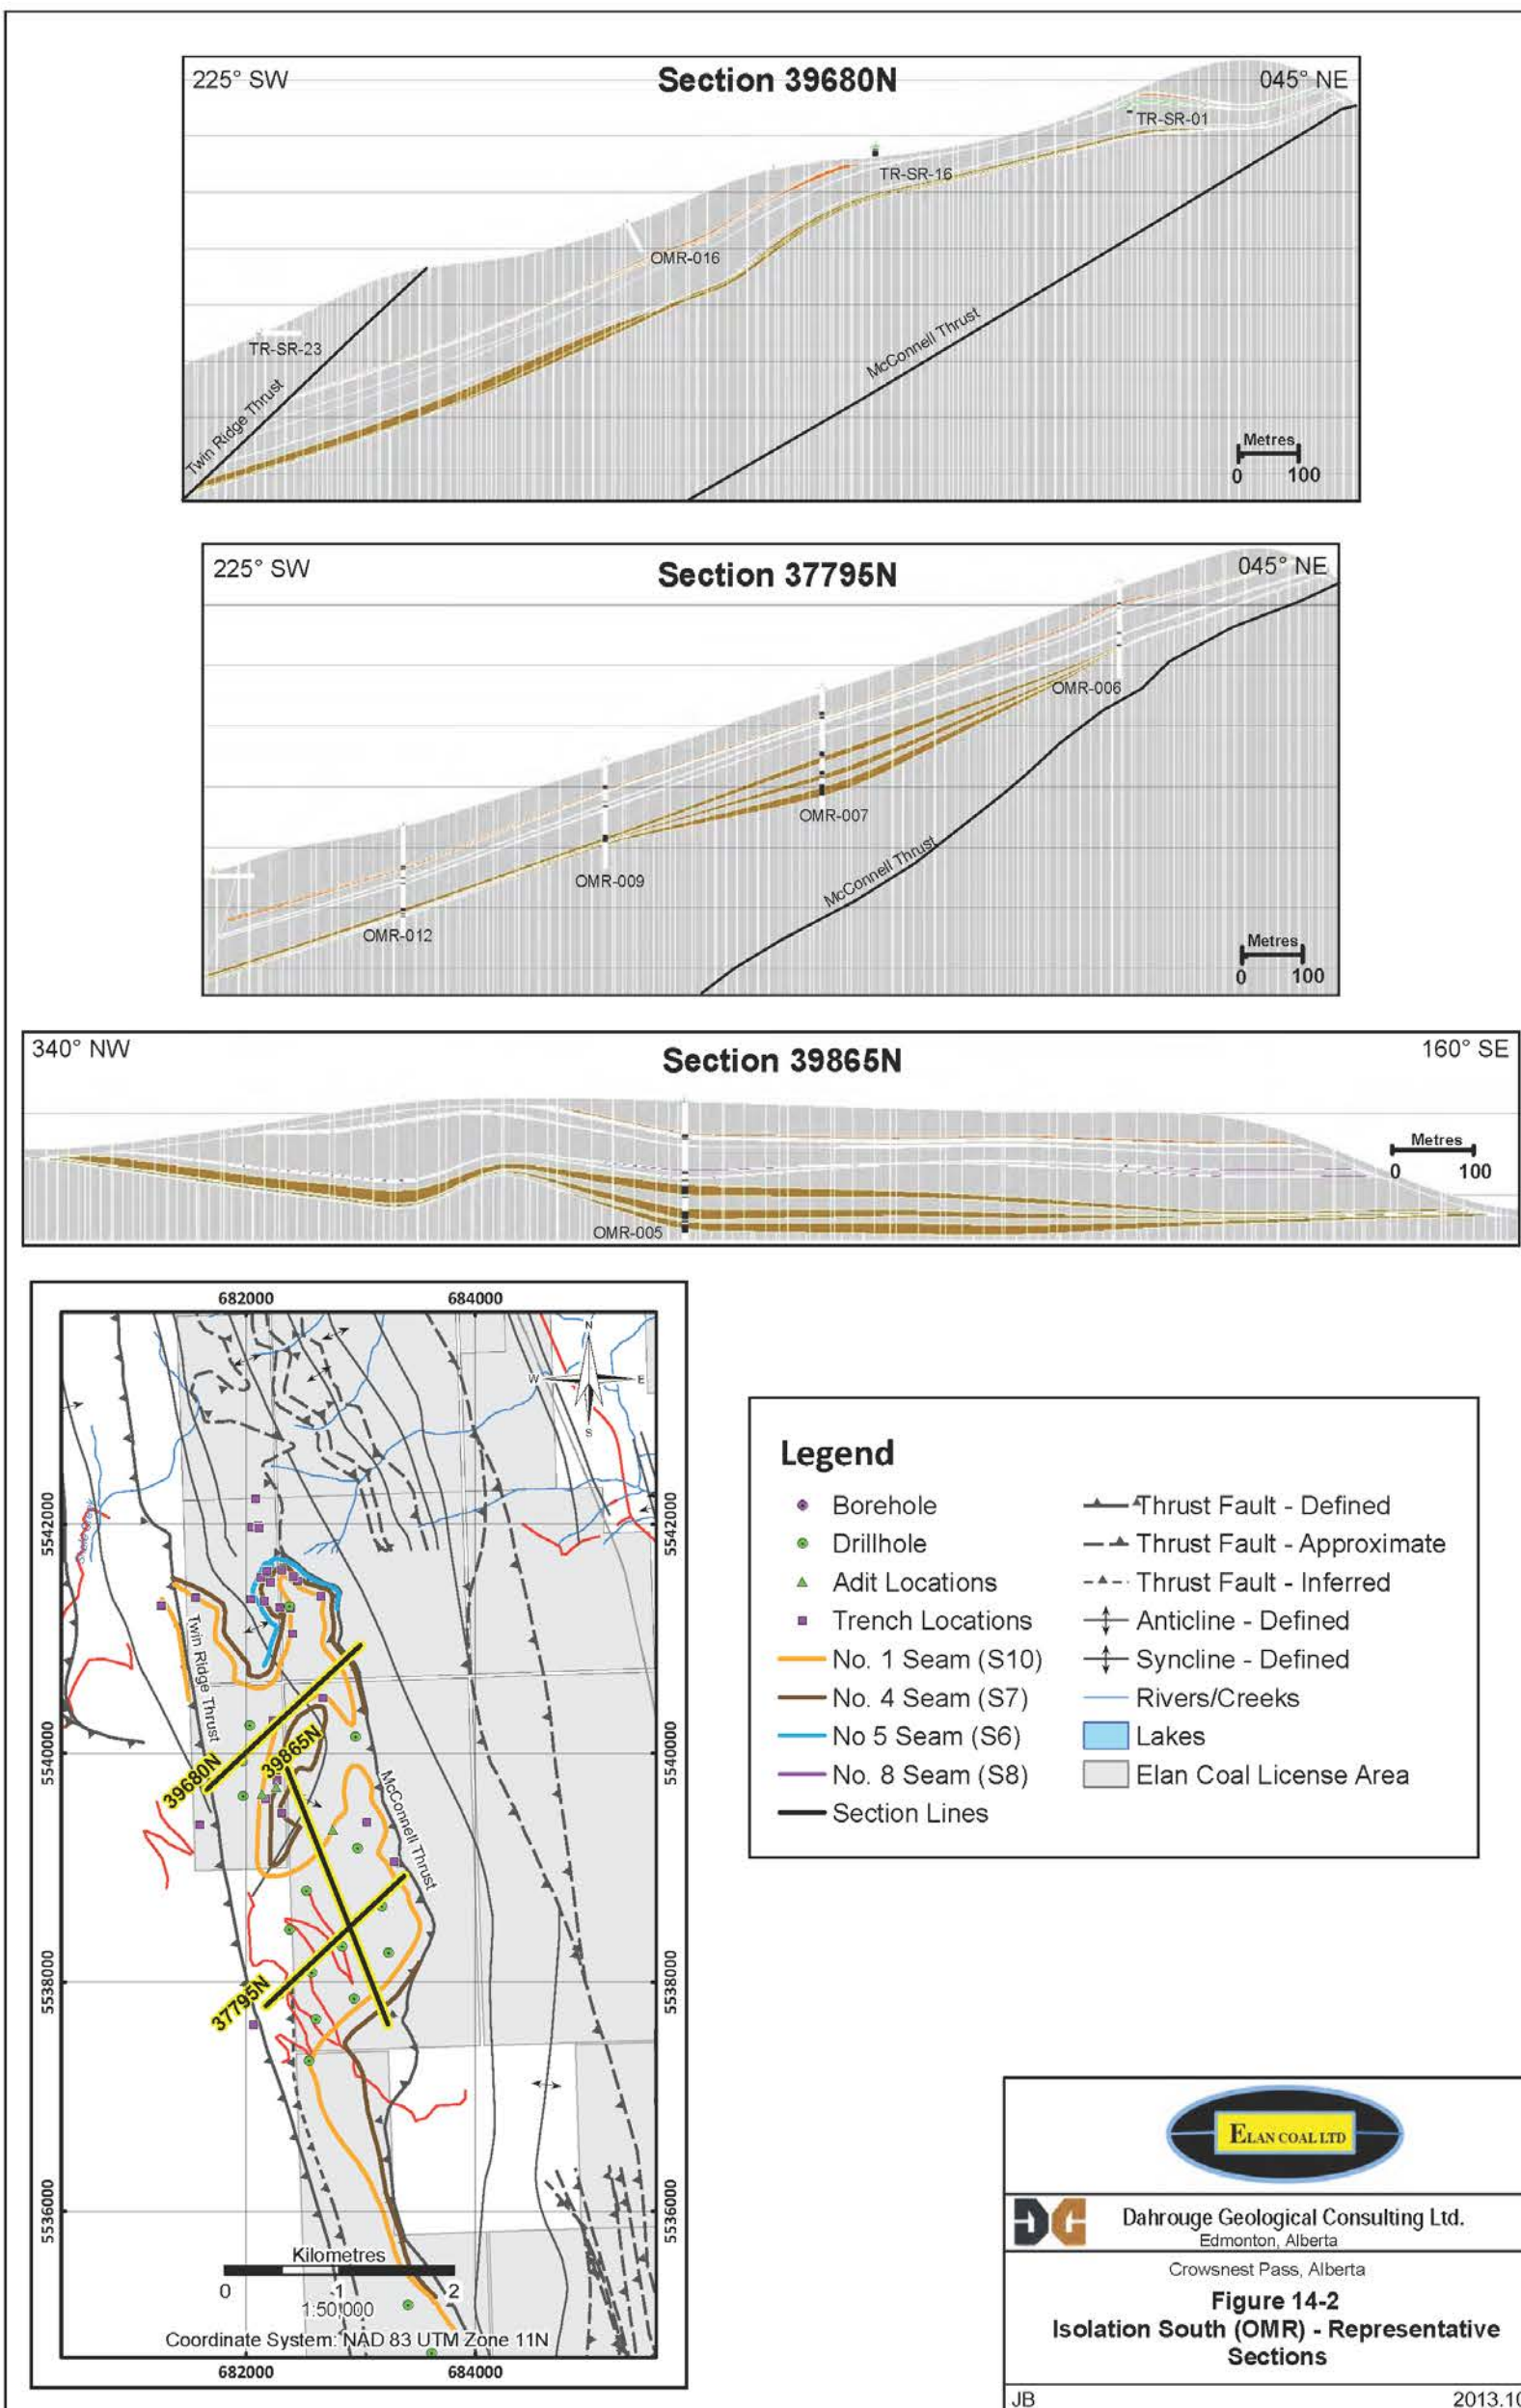 225° SW
Section 39680N
045° NE
TR-SR-01
TR-SR-16
OMR-016
TR-SR-23
Twin Ridge Thrust
McConnell Thrust
Metres
0 100
225° SW
Section 37795N
045° NE
OMR-006
OMR-007
OMR-009
OMR-012
McConnell Thrust
Metres
0 100
340° NW
Section 39865N
160° SE
Metres
0 100
OMR-005
682000 684000
N
W E
S
5542000 5542000
Twin Ridge Thrust
5540000 5540000
39680N
39865N
McConnell Thrust
5538000 5538000
37795N
5536000 5536000
Kilometres
0 1 2
1:50,000
Coordinate System: NAD 83 UTM Zone 11N
682000 684000
Legend
Borehole
Drillhole
Adit Locations
Trench Locations
No. 1 Seam (S10)
No. 4 Seam (S7)
No 5 Seam (S6)
No. 8 Seam (S8)
Section Lines
Thrust Fault - Defined
Thrust Fault - Approximate
Thrust Fault - Inferred
Anticline - Defined
Syncline - Defined
Rivers/Creeks
Lakes
Elan Coal License Area
ELAN COAL LTD
DG
Dahrouge Geological Consulting Ltd.
Edmonton, Alberta
Crowsnest Pass, Alberta
Figure 14-2
Isolation South (OMR) - Representative
Sections
JB 2013.10